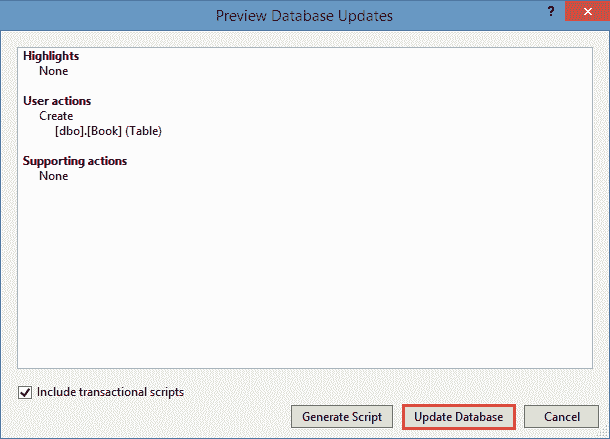 Preview Database Updates
?
Highlights
None
User actions
Create
[dbo].[Book] (Table)
Supporting actions
None
Include transactional scripts
Generate Script
Update Database
Cancel